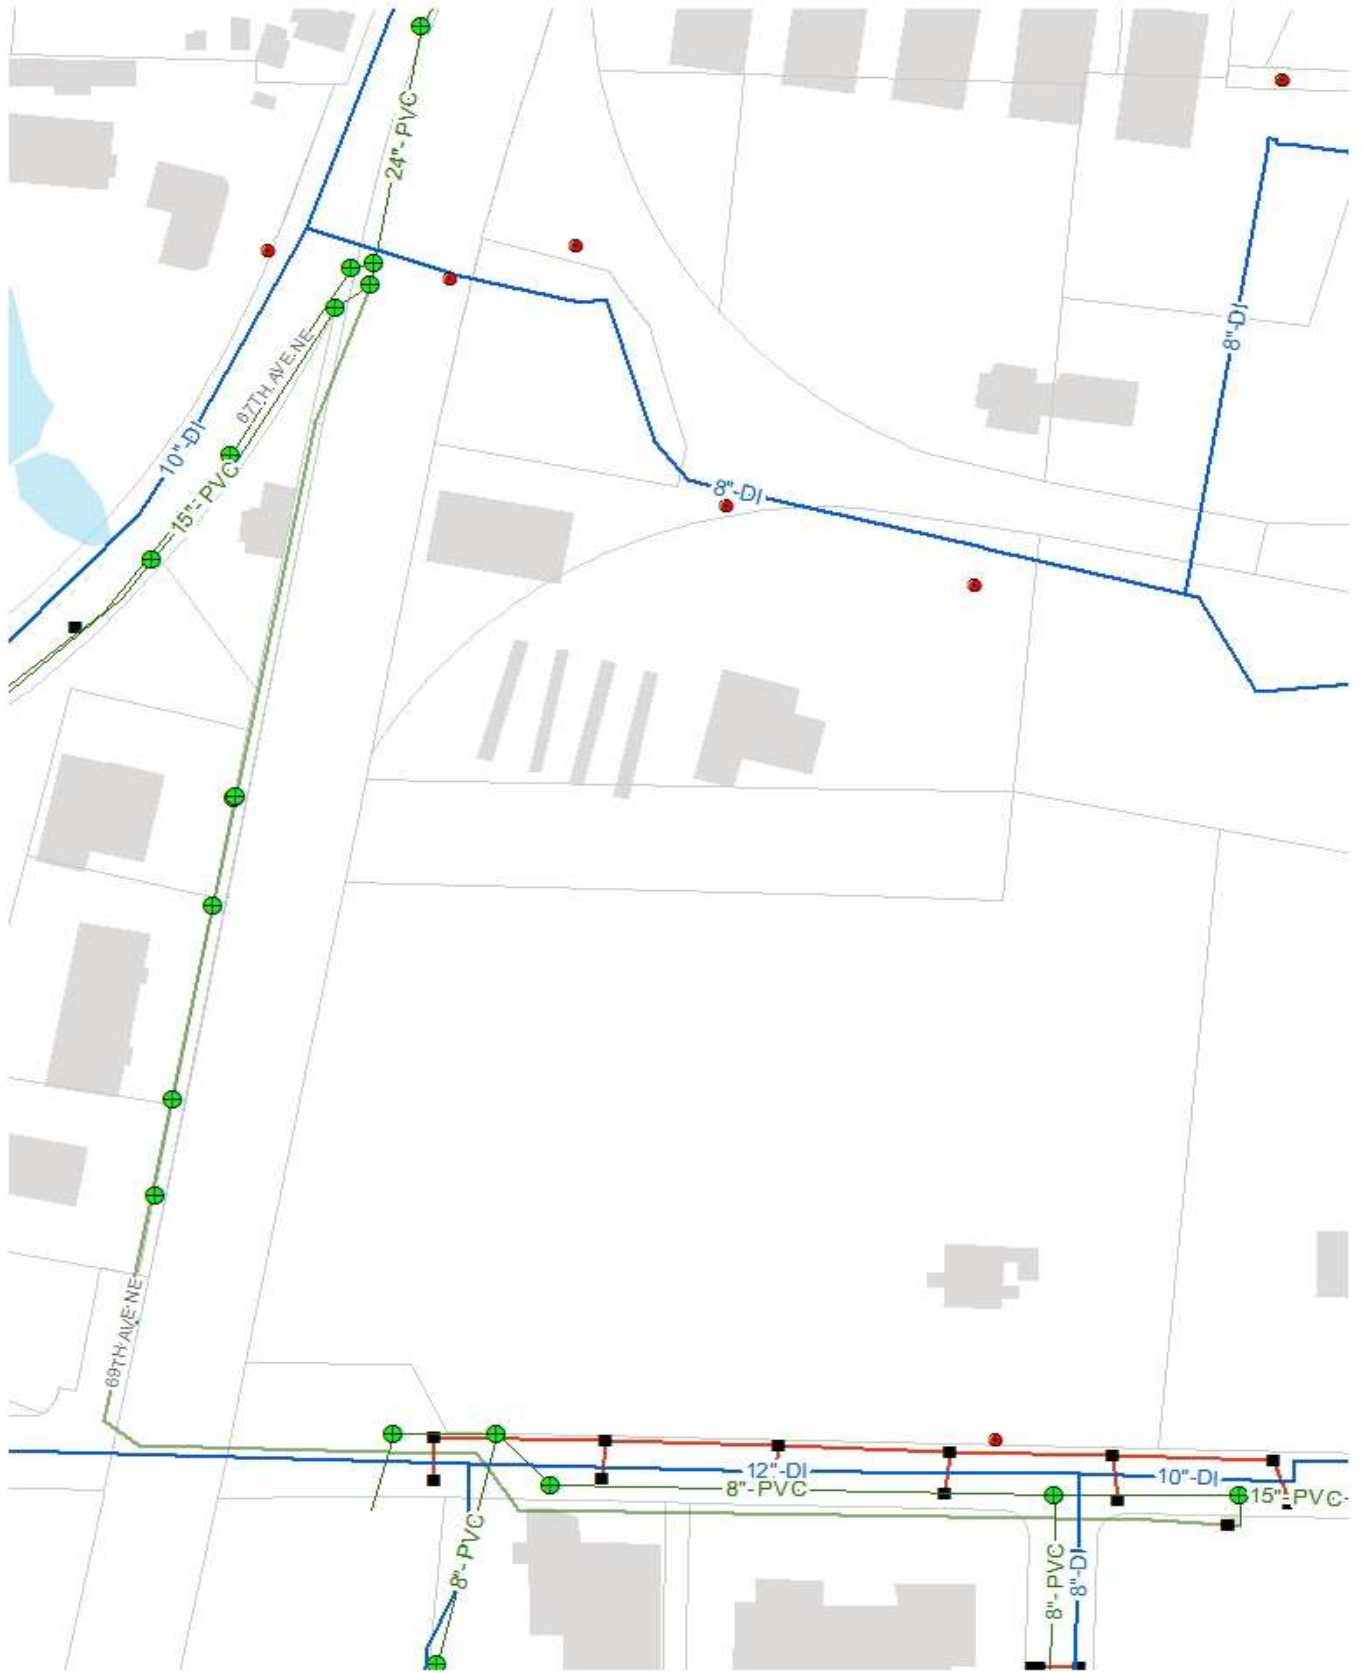 24"- PVC
8"-DI
67TH AVE NE
10"-DI
15"- PVC
8"-DI
69TH AVE NE
12"-DI
10"-DI
8"- PVC
15"- PVC
8"- PVC
8"- PVC
8"-DI